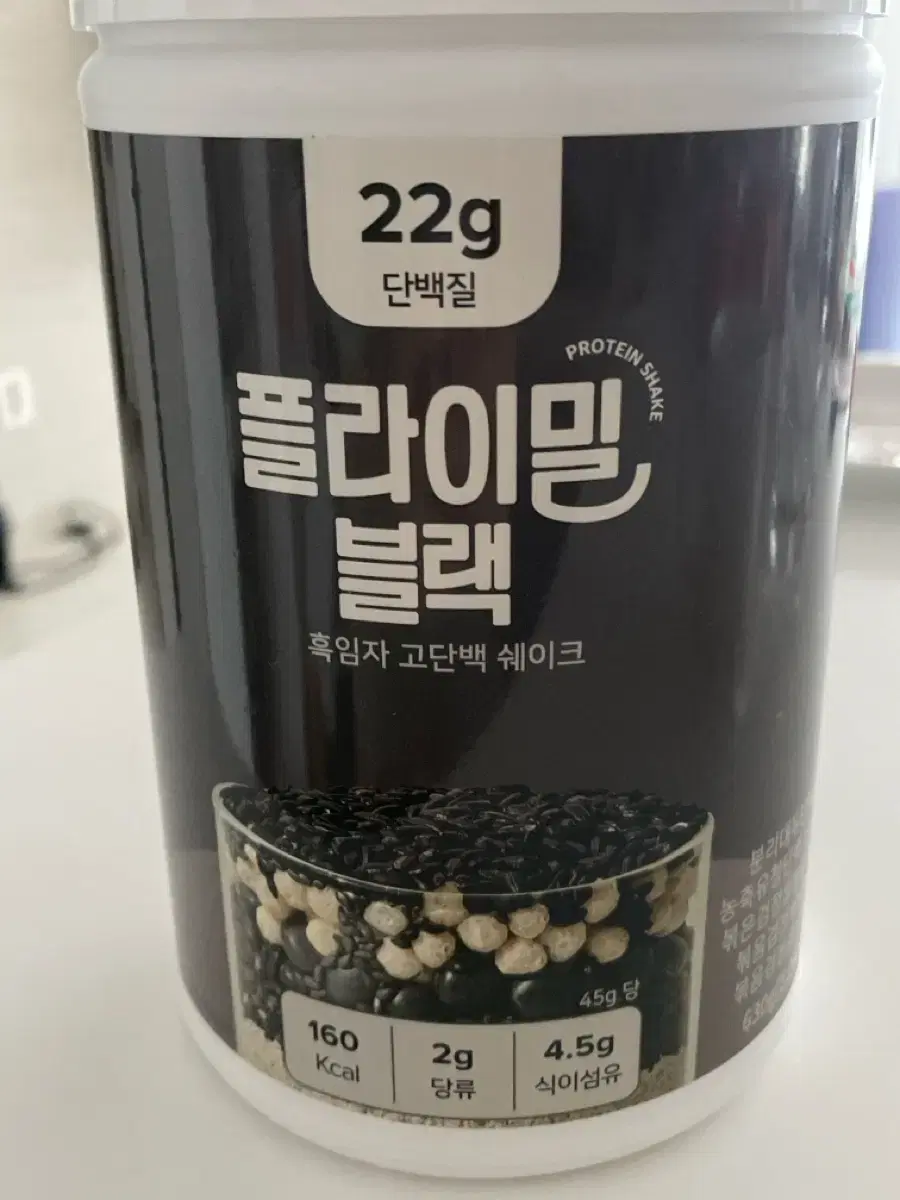 22g
단백질
PROTEIN SHAKE
플라이밀
블랙
흑임자 고단백 쉐이크
45g 당
160
Kcal
2g
당류
4.5g
식이섬유